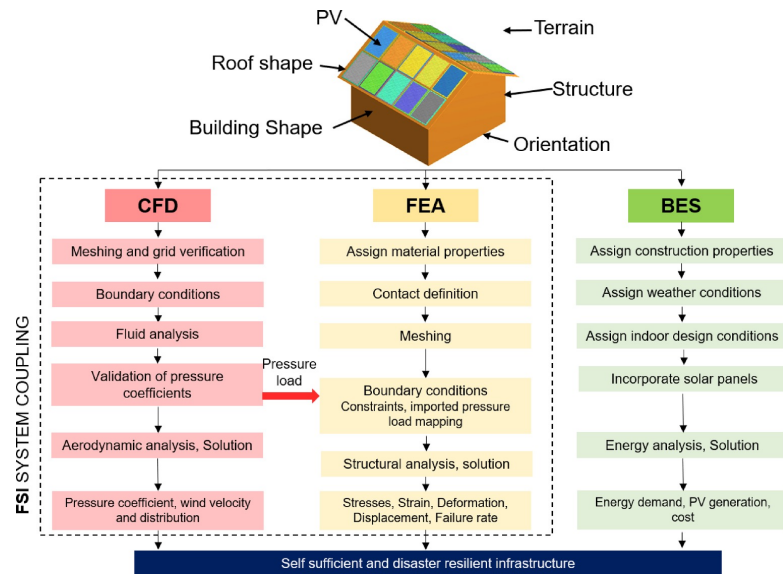 PV
Terrain
Roof shape
Structure
Building Shape
Orientation
CFD
FEA
BES
Meshing and grid verification
Assign material properties
Assign construction properties
Boundary conditions
Contact definition
Assign weather conditions
Fluid analysis
Meshing
Assign indoor design conditions
FSI SYSTEM COUPLING
Validation of pressure
coefficients
Pressure
load
Boundary conditions
Constraints, imported pressure
load mapping
Incorporate solar panels
Aerodynamic analysis, Solution
Structural analysis, solution
Energy analysis, Solution
Pressure coefficient, wind velocity
and distribution
Stresses, Strain, Deformation,
Displacement, Failure rate
Energy demand, PV generation,
cost
Self sufficient and disaster resilient infrastructure